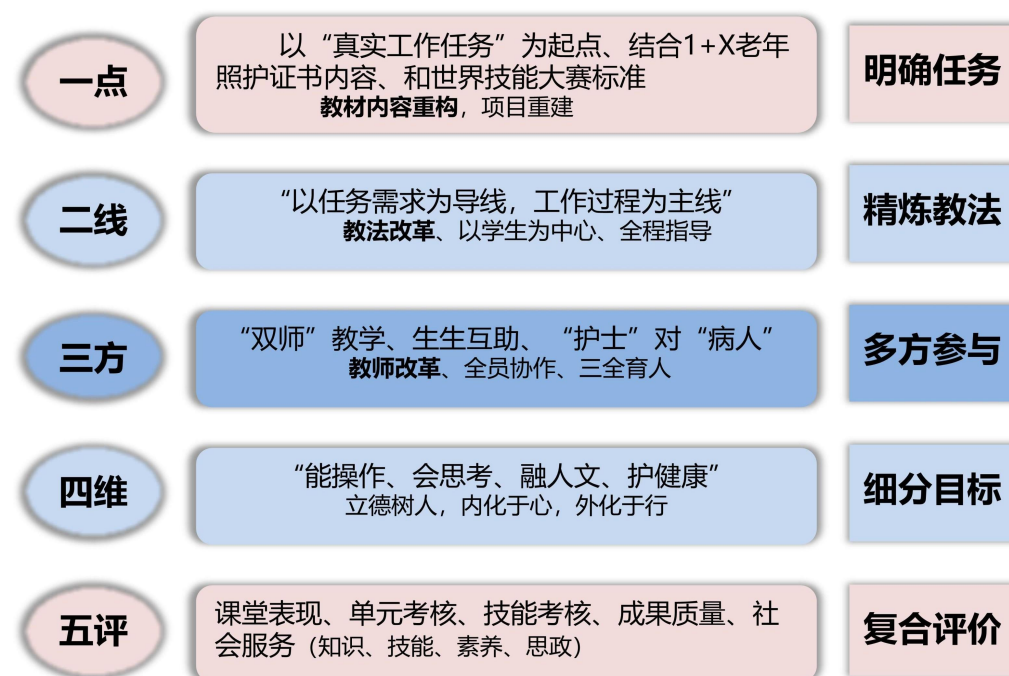 一点
以“真实工作任务”为起点、结合1+X老年
照护证书内容、和世界技能大赛标准
教材内容重构，项目重建
明确任务
二线
“以任务需求为导线，工作过程为主线”
教法改革、以学生为中心、全程指导
精炼教法
三方
“双师”教学、生生互助、“护士”对“病人”
教师改革、全员协作、三全育人
多方参与
四维
“能操作、会思考、融人文、护健康”
立德树人，内化于心，外化于行
细分目标
五评
课堂表现、单元考核、技能考核、成果质量、社
会服务（知识、技能、素养、思政）
复合评价